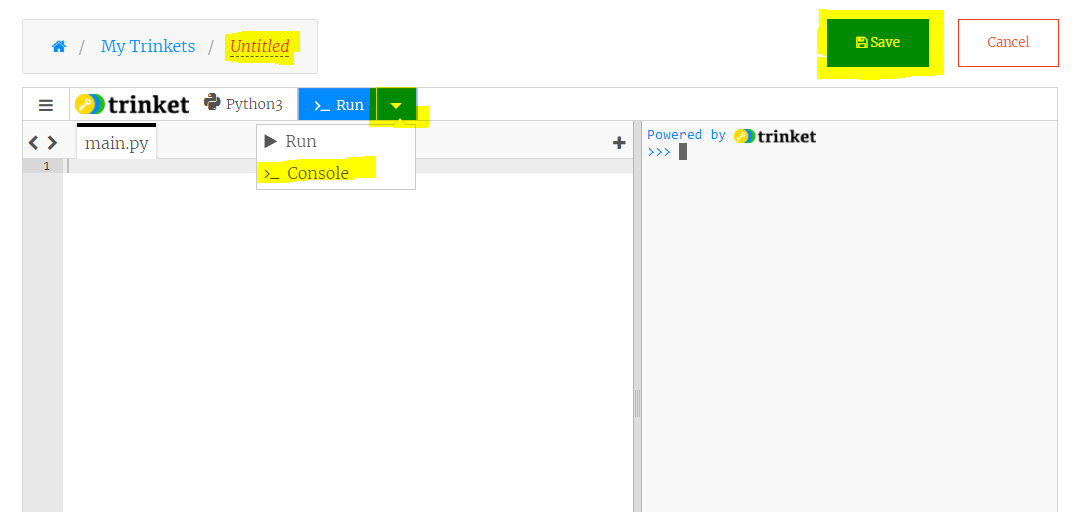 / My Trinkets / Untitled
Save
Cancel
trinket Python3 >_ Run
main.py
Run
>_ Console
+
1
Powered by trinket
>>>